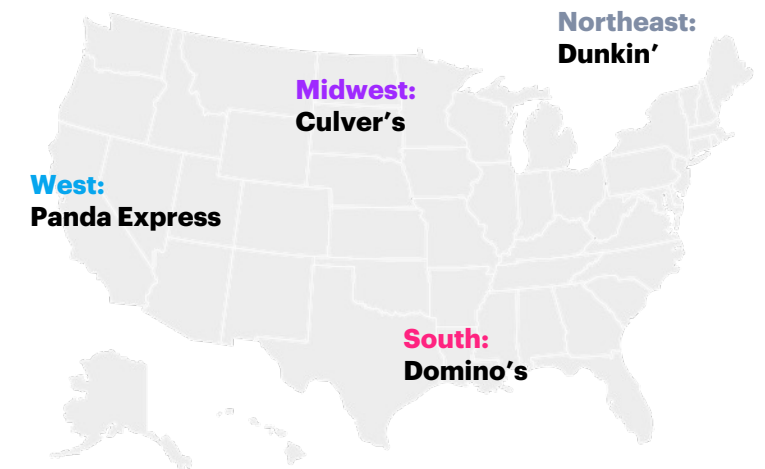 Northeast:
Dunkin’
Midwest:
Culver’s
West:
Panda Express
South:
Domino’s